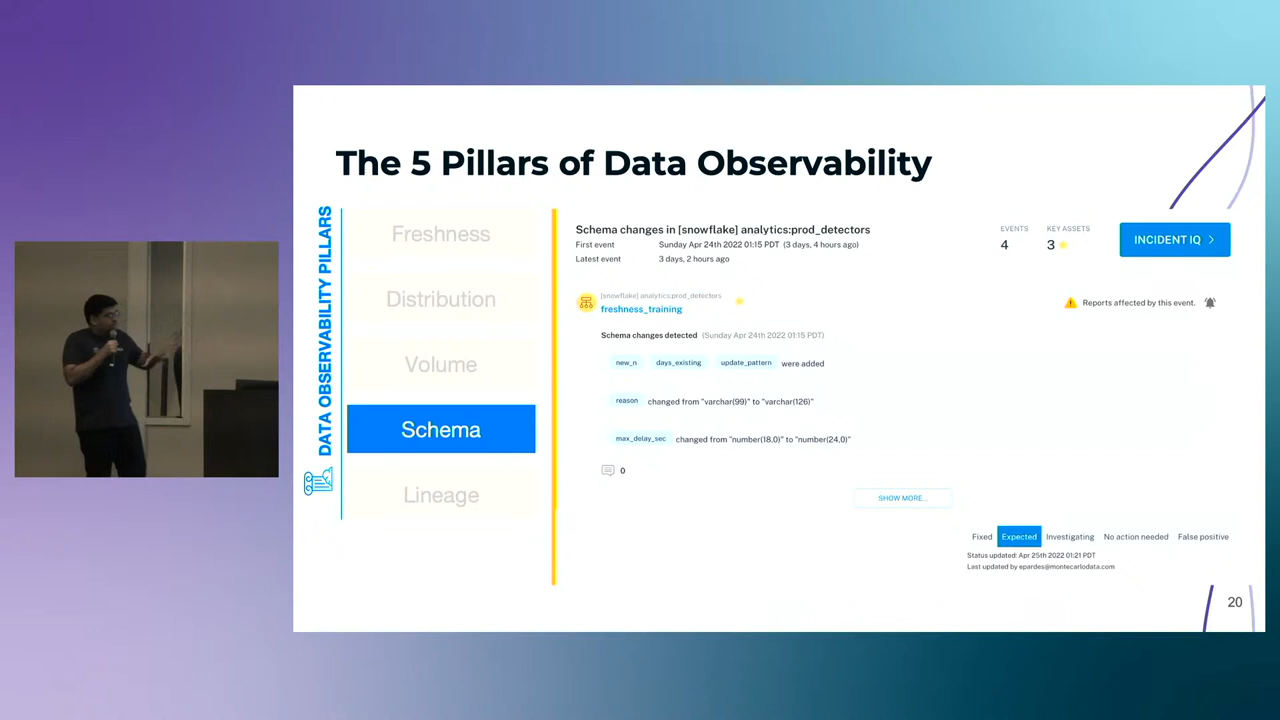 The 5 Pillars of Data Observability
DATA OBSERVABILITY PILLARS
Freshness
Distribution
Volume
Schema
Lineage
Schema changes in [snowflake] analytics:prod_detectors
First event Sunday Apr 24th 2022 01:15 PDT (3 days, 4 hours ago)
Latest event 3 days, 2 hours ago
EVENTS
4
KEY ASSETS
3
INCIDENT IQ
[snowflake] analytics:prod_detectors
freshness_training
Reports affected by this event.
Schema changes detected (Sunday Apr 24th 2022 01:15 PDT)
new_n days_existing update_pattern were added
reason changed from "varchar(99)" to "varchar(126)"
max_delay_sec changed from "number(18,0)" to "number(24,0)"
0
SHOW MORE...
Fixed Expected Investigating No action needed False positive
Status updated: Apr 25th 2022 01:21 PDT
Last updated by epardes@montecarlodata.com
20